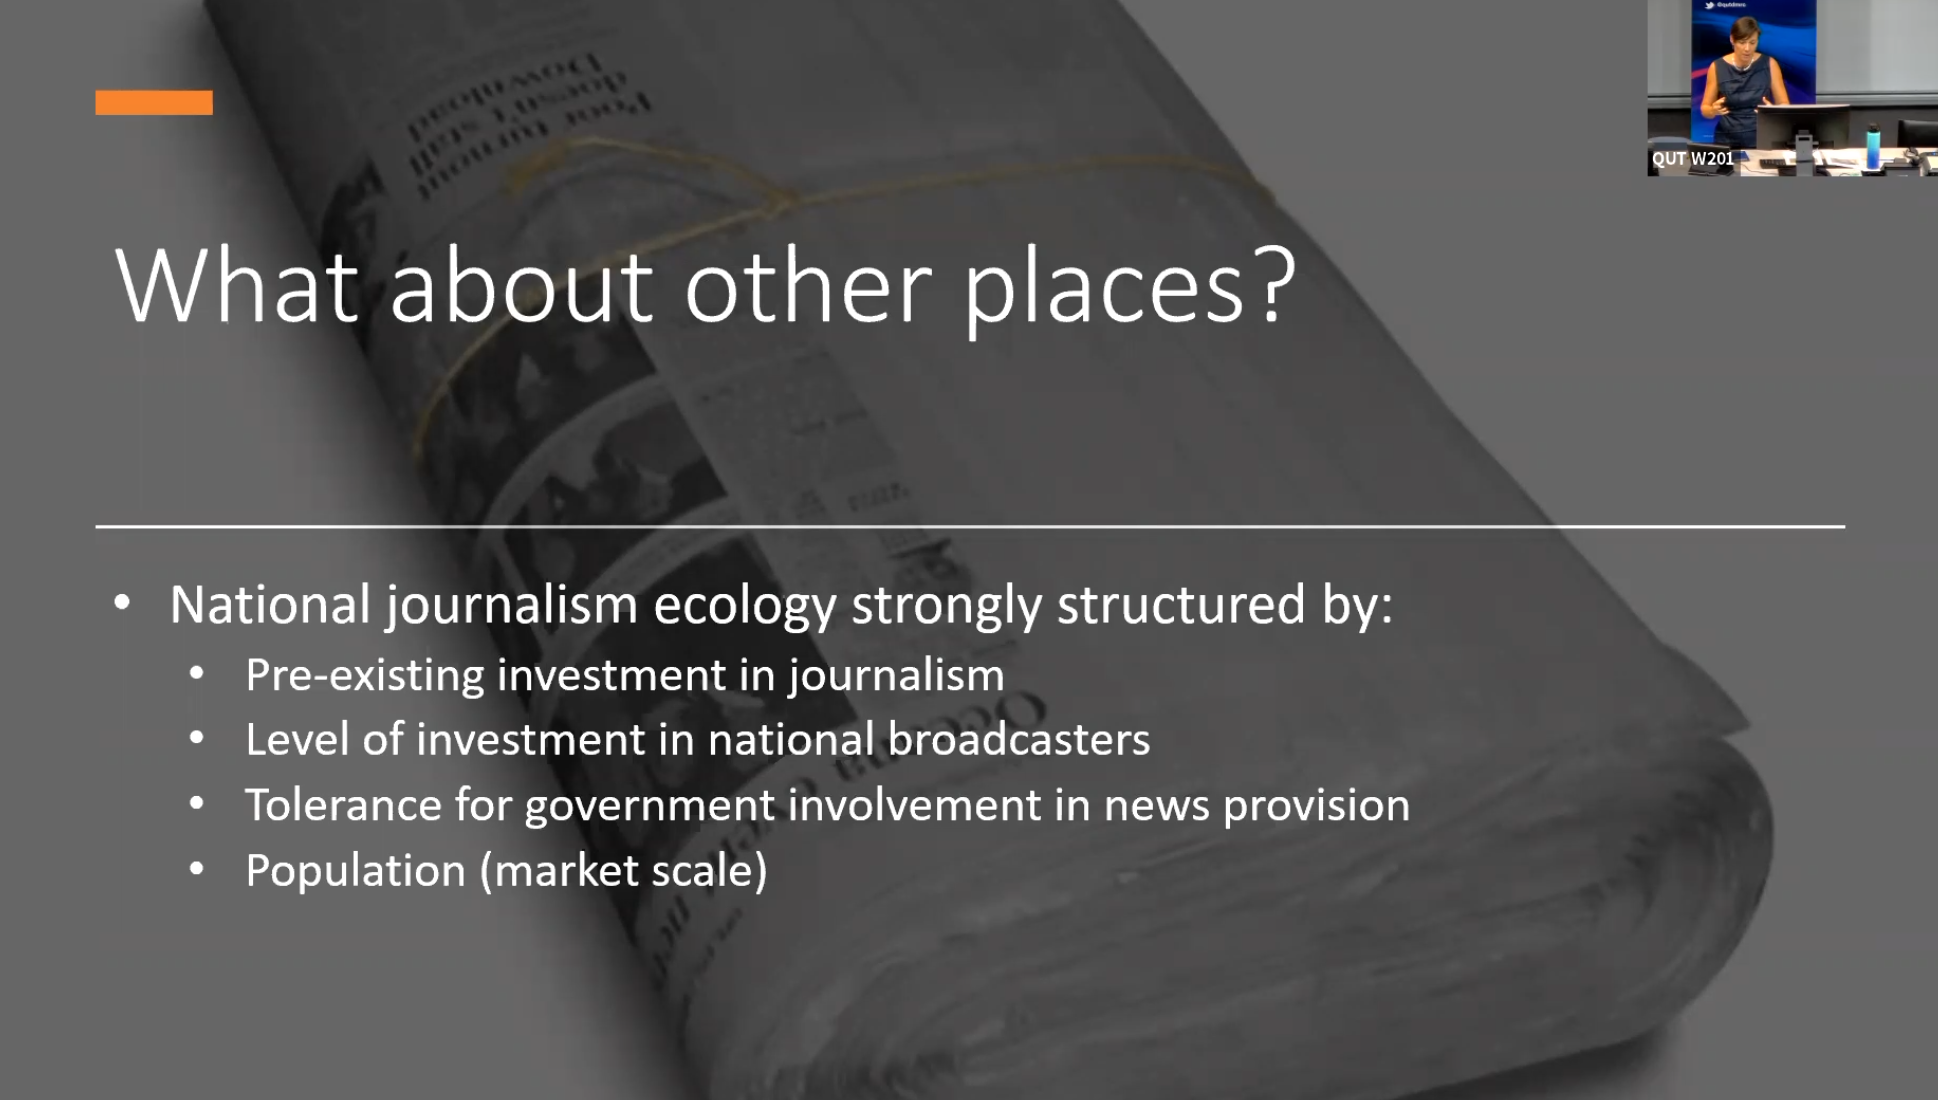 @qutdmrc
QUT W201
What about other places?
• National journalism ecology strongly structured by:
• Pre-existing investment in journalism
• Level of investment in national broadcasters
• Tolerance for government involvement in news provision
• Population (market scale)